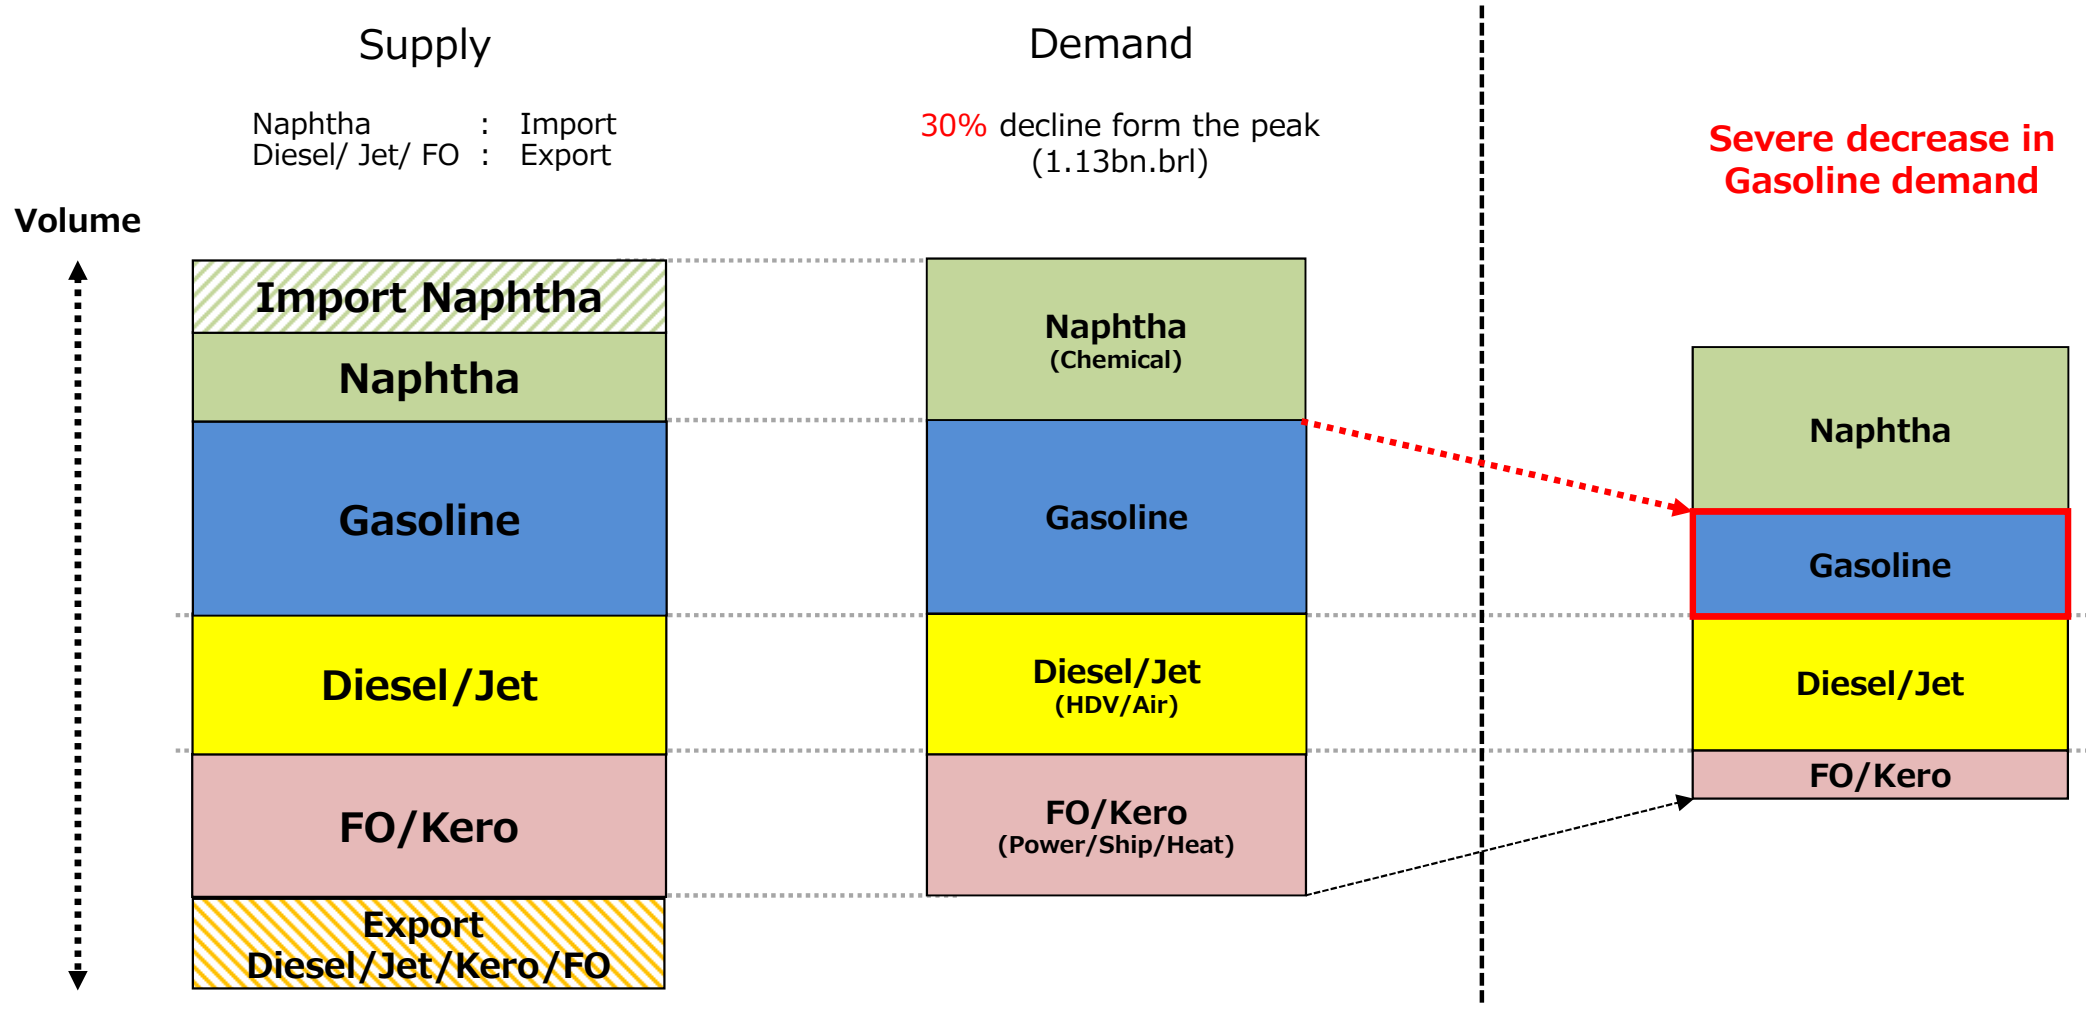 Supply
Naphtha : Import
Diesel/ Jet/ FO : Export
Demand
30% decline form the peak
(1.13bn.brl)
Severe decrease in
Gasoline demand
Volume
Import Naphtha
Naphtha
Gasoline
Diesel/Jet
FO/Kero
Export
Diesel/Jet/Kero/FO
Naphtha
(Chemical)
Gasoline
Diesel/Jet
(HDV/Air)
FO/Kero
(Power/Ship/Heat)
Naphtha
Gasoline
Diesel/Jet
FO/Kero